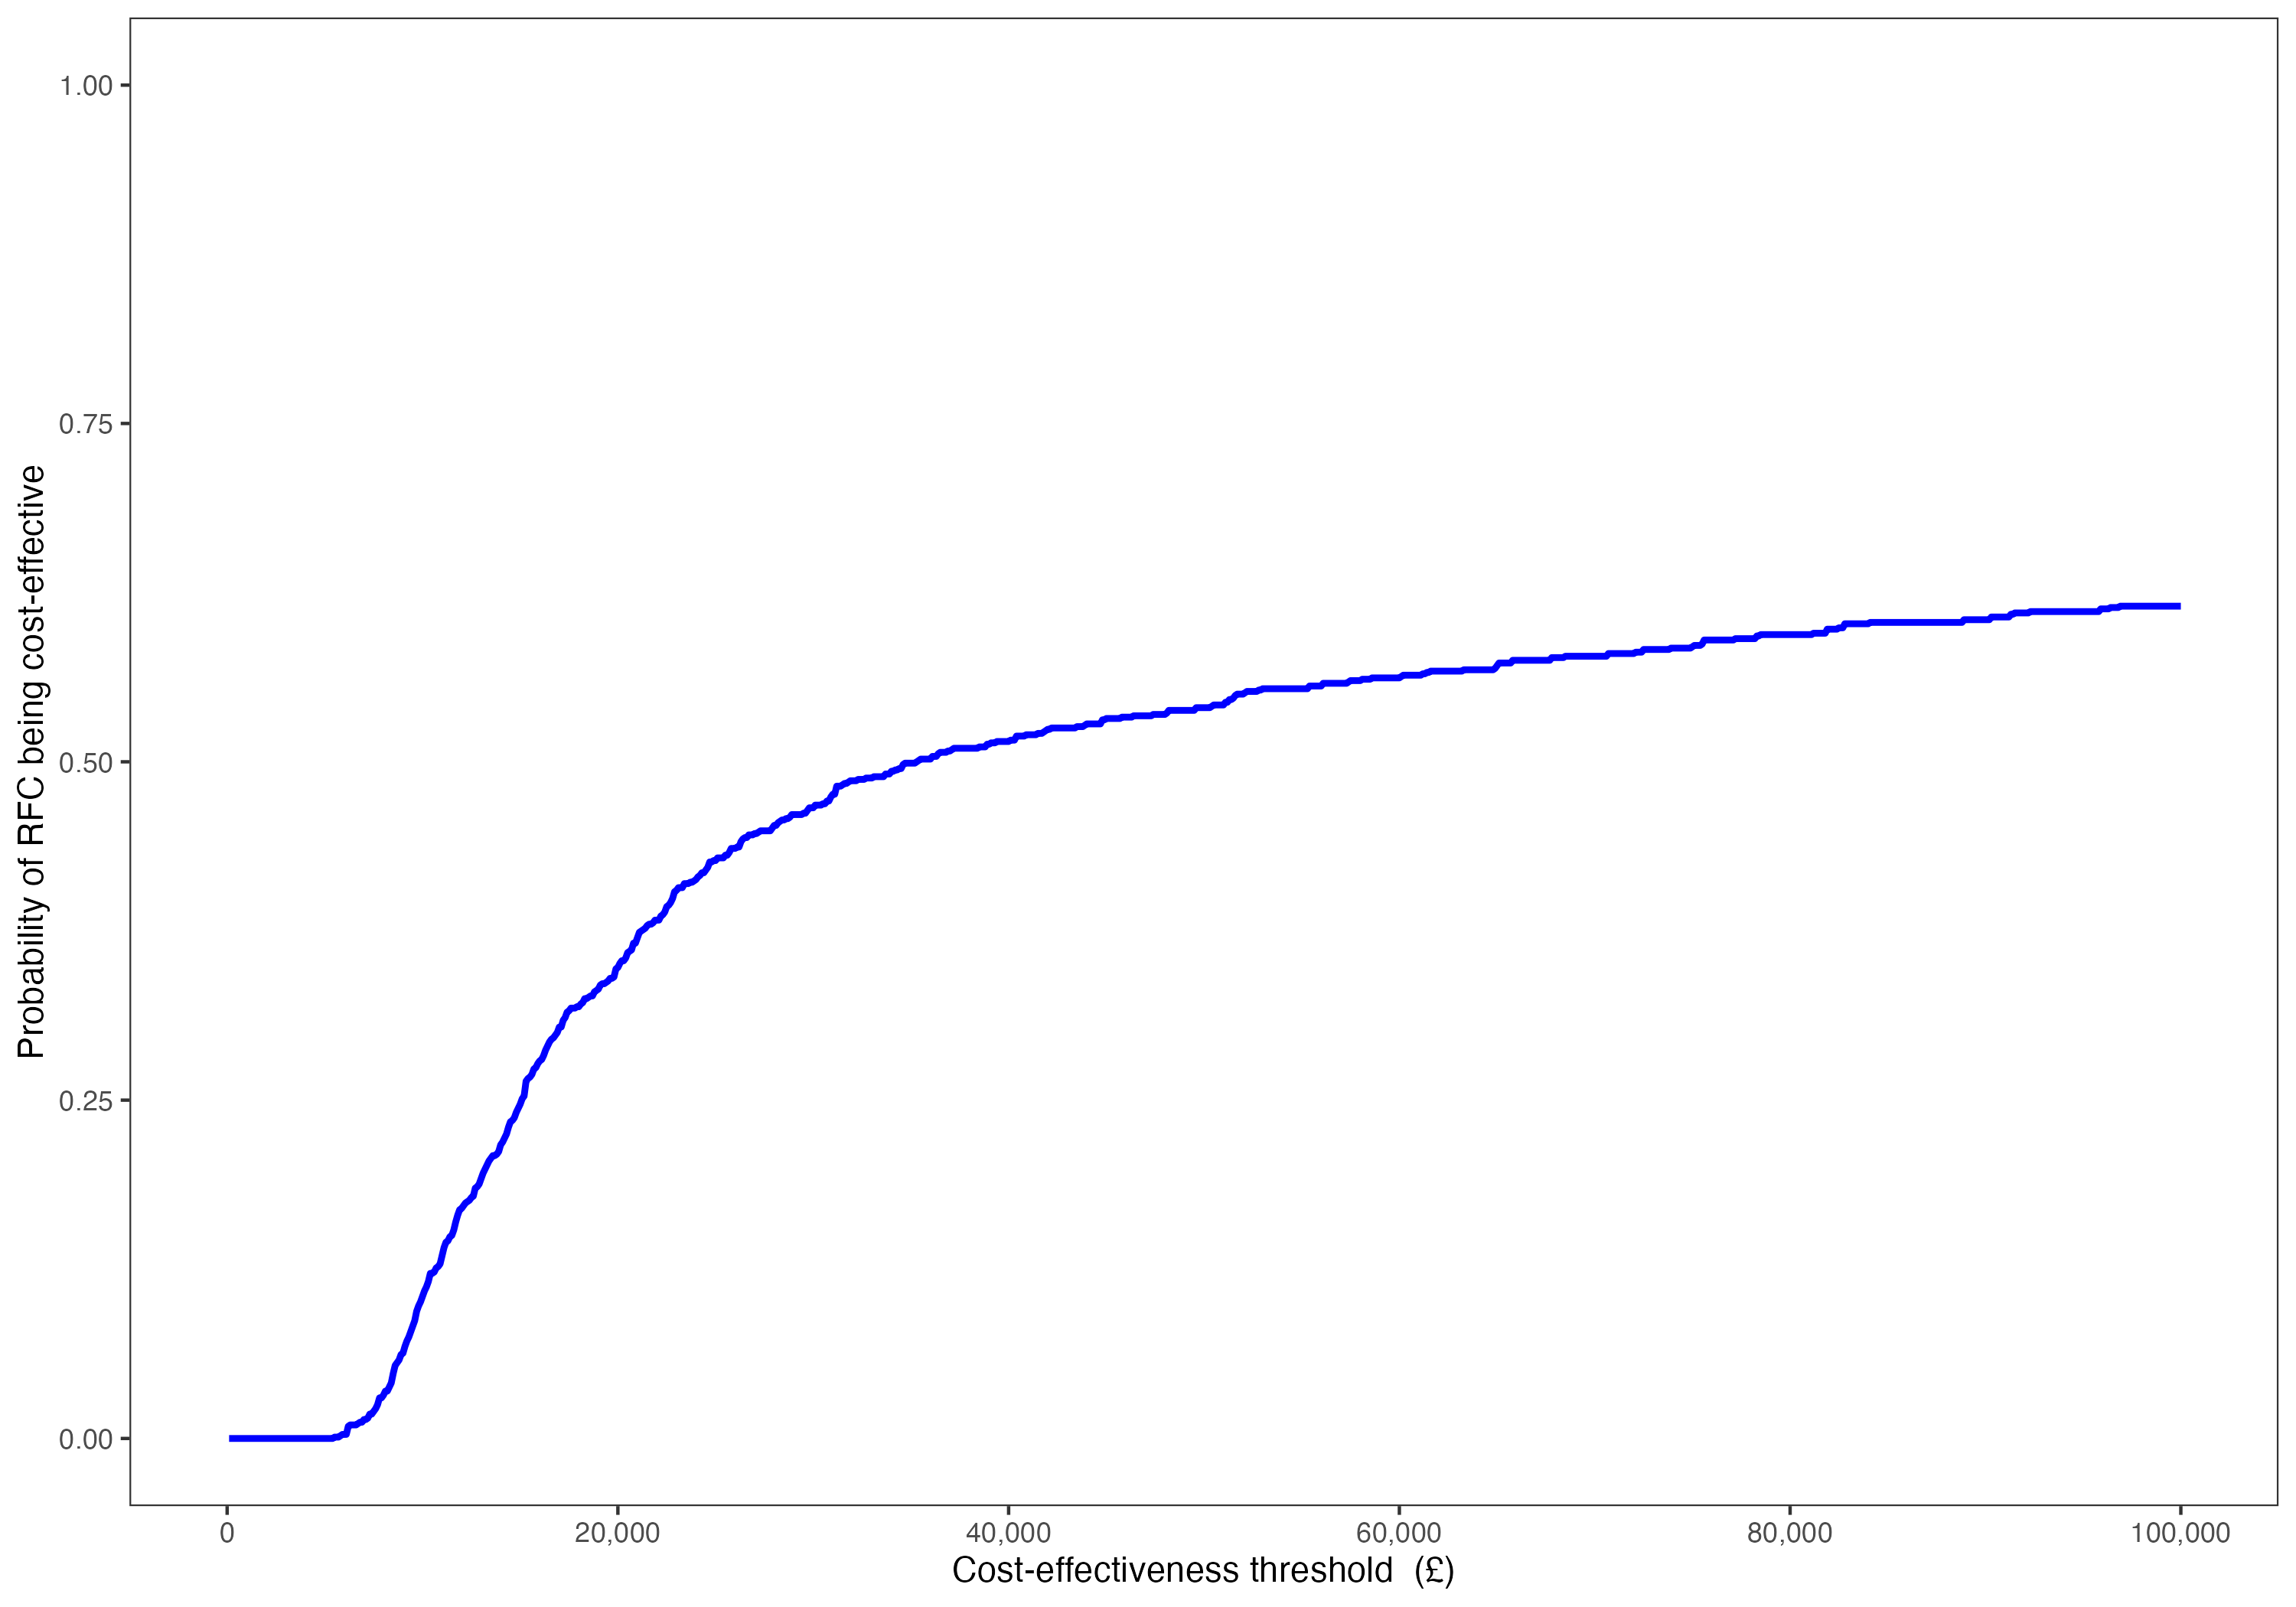 Probability of RFC being cost-effective
1.00
0.75
0.50
0.25
0.00
0 20,000 40,000 60,000 80,000 100,000
Cost-effectiveness threshold (£)